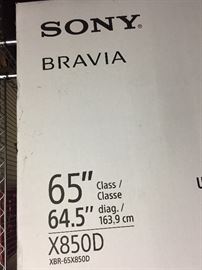 SONY
BRAVIA
65" Class / Classe
64.5" diag. / 163.9 cm
X850D
XBR-65X850D